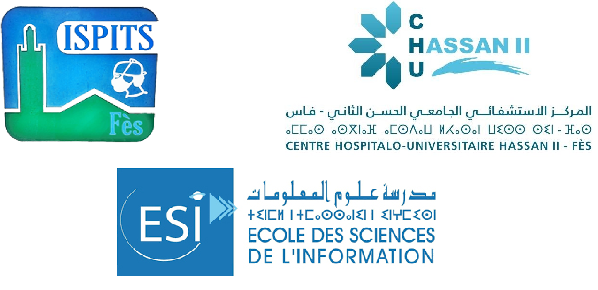 ISPITS
Fès
CHU HASSAN II
المركز الاستشفائي الجامعي الحسن الثاني - فاس
CENTRE HOSPITALO-UNIVERSITAIRE HASSAN II - FÈS
ESI
مدرسة علوم المعلومات
ECOLE DES SCIENCES
DE L'INFORMATION